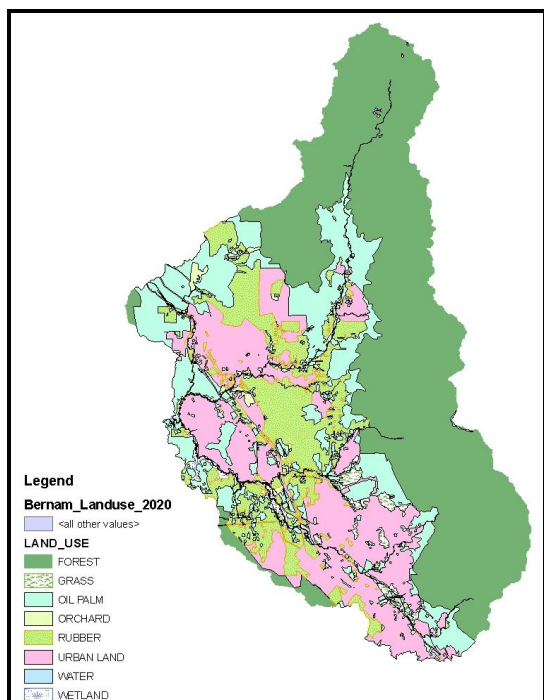 Legend
Bernam_Landuse_2020
<all other values>
LAND_USE
FOREST
GRASS
OIL PALM
ORCHARD
RUBBER
URBAN LAND
WATER
WETLAND